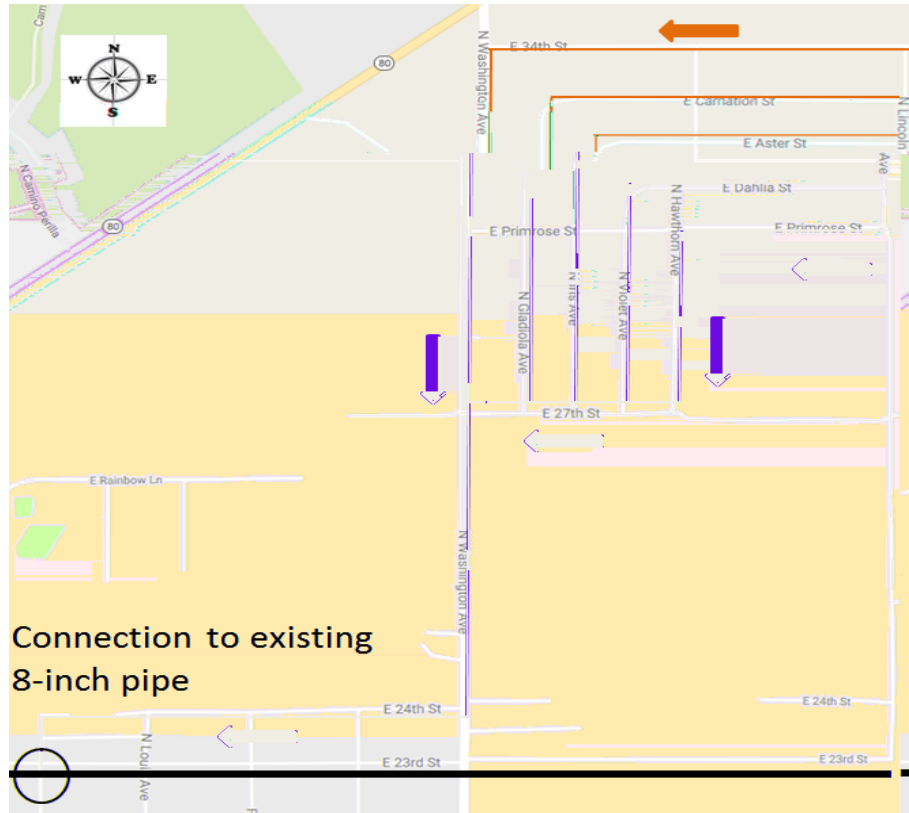 N
W E
S
80
N Washington Ave
E 34th St
E Carnation St
N Lincoln
Ave
E Aster St
N Camino Perilla
80
E Dahlia St
N Hawthorn Ave
E Primrose St
E Primrose St
N Gladiola Ave
N Iris Ave
N Violet Ave
E 27th St
E Rainbow Ln
N Washington Ave
Connection to existing
8-inch pipe
E 24th St
E 24th St
E 23rd St
E 23rd St
Ave